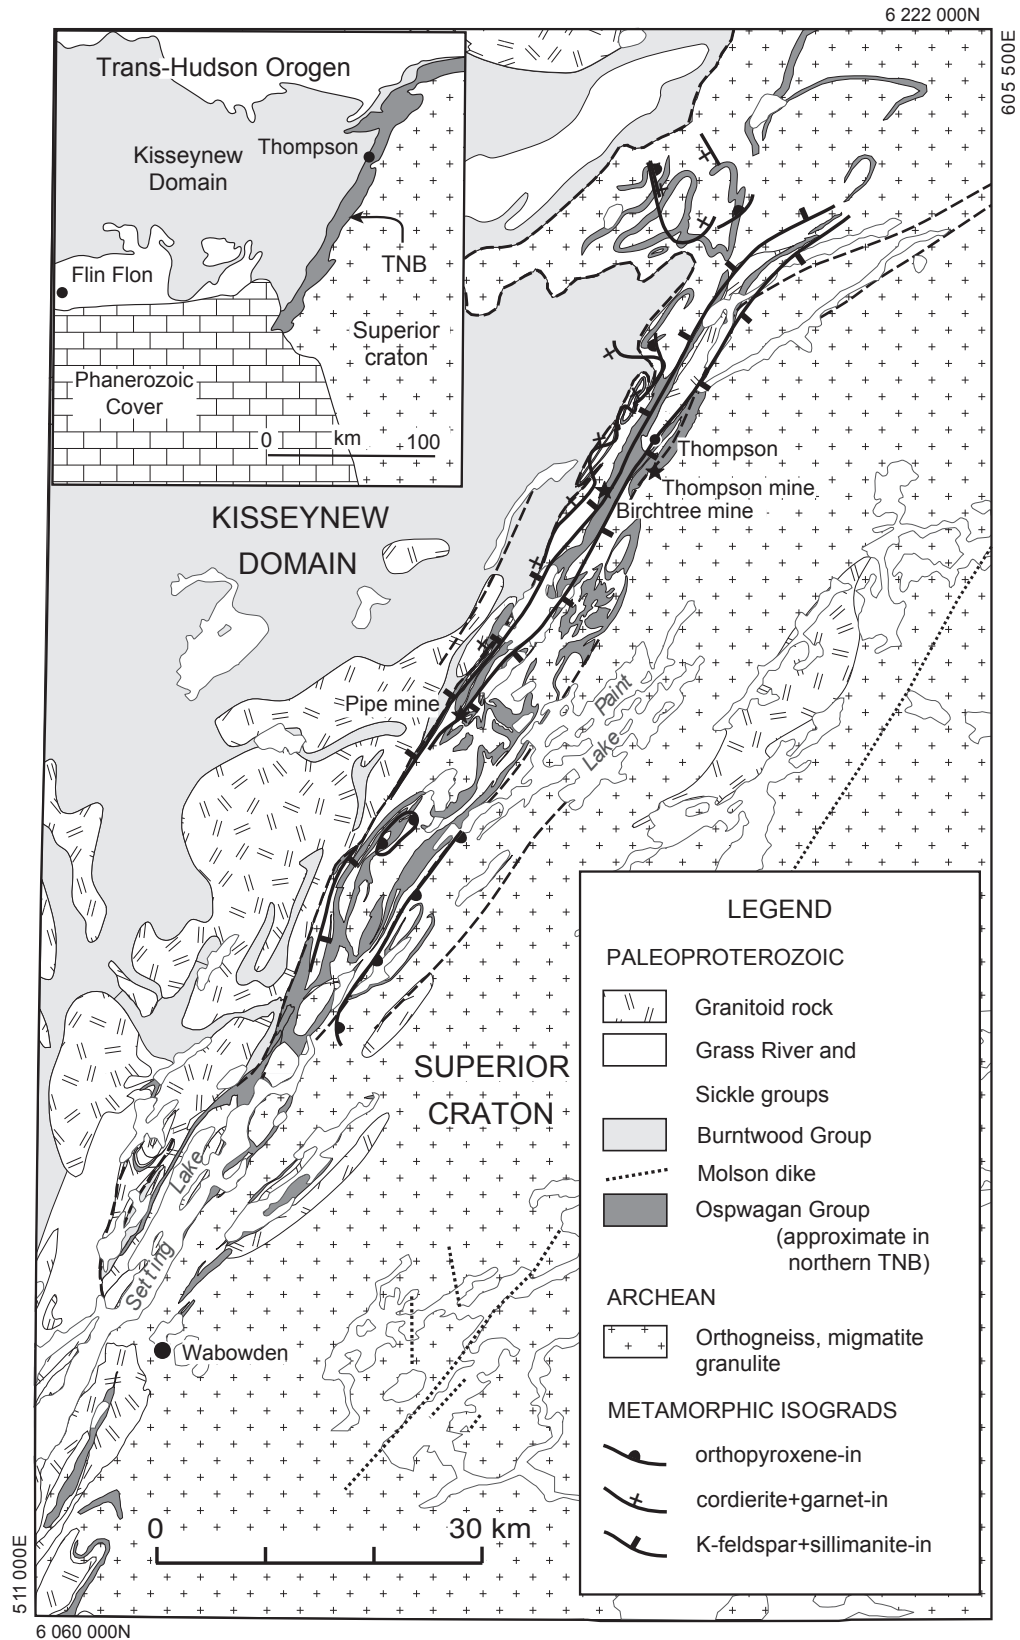 6 222 000N
605 500E
Trans-Hudson Orogen
Kisseynew
Domain
Thompson
TNB
Flin Flon
Superior
craton
Phanerozoic
Cover
0 km 100
Thompson
Thompson mine
Birchtree mine
KISSEYNEW
DOMAIN
Pipe mine
Paint
Lake
SUPERIOR
CRATON
Setting
Lake
Wabowden
0 30 km
LEGEND
PALEOPROTEROZOIC
Granitoid rock
Grass River and
Sickle groups
Burntwood Group
Molson dike
Ospwagan Group
(approximate in
northern TNB)
ARCHEAN
Orthogneiss, migmatite
granulite
METAMORPHIC ISOGRADS
orthopyroxene-in
cordierite+garnet-in
K-feldspar+sillimanite-in
511 000E
6 060 000N